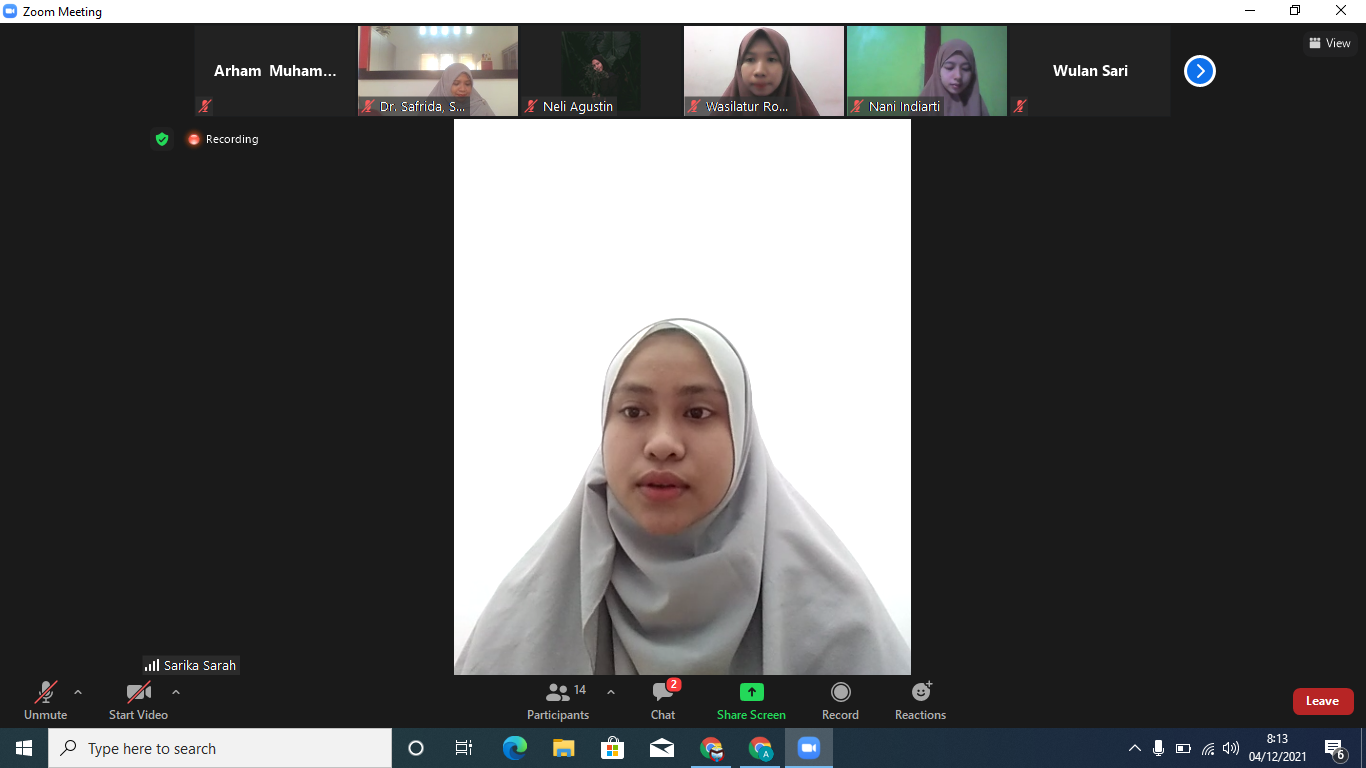 Zoom Meeting
Arham Muham...
Dr. Safrida, S...
Neli Agustin
Wasilatur Ro...
Nani Indiarti
Wulan Sari
View
Recording
Sarika Sarah
Unmute
Start Video
14
Participants
2
Chat
Share Screen
Record
Reactions
Leave
Type here to search
A
8:13
04/12/2021
6